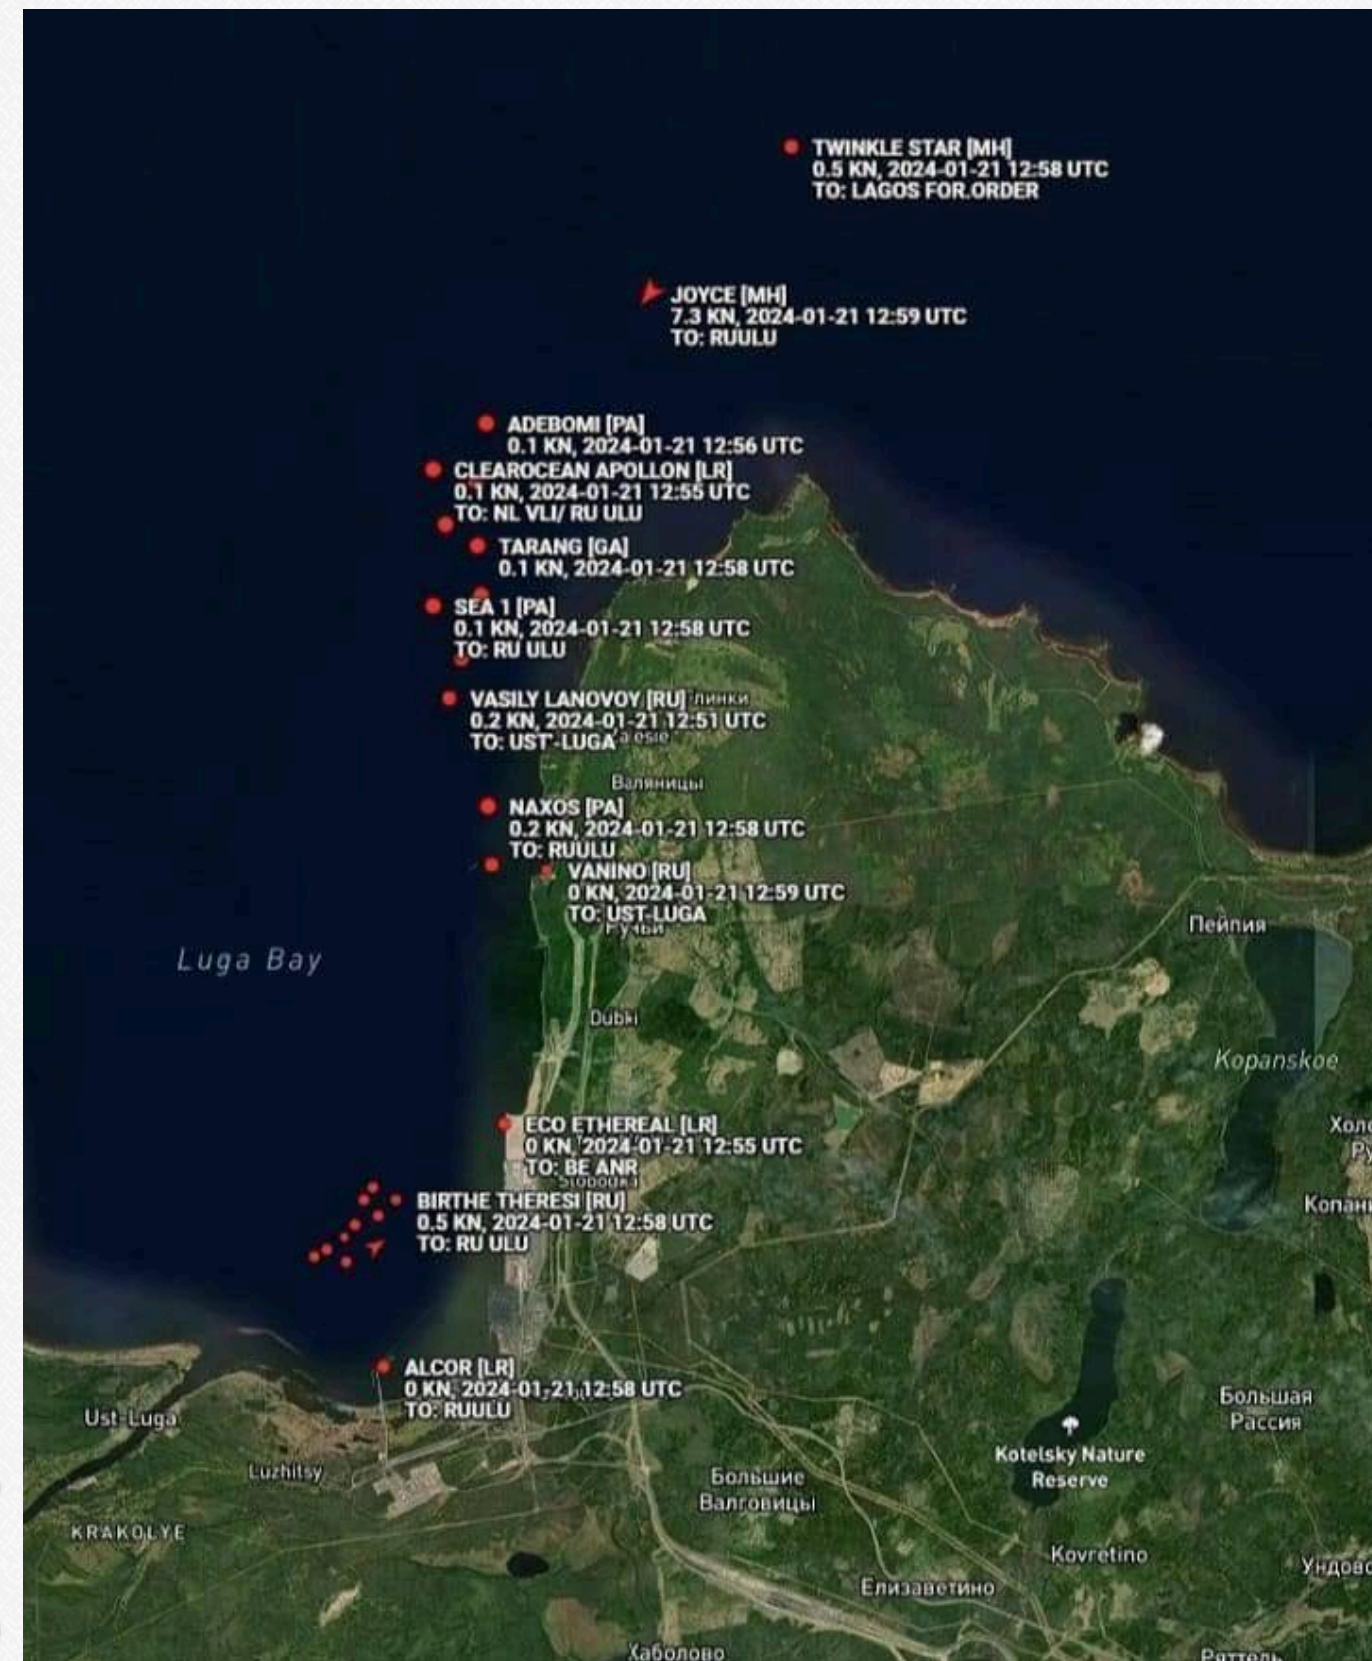 TWINKLE STAR [MH]
0.5 KN, 2024-01-21 12:58 UTC
TO: LAGOS FOR.ORDER
JOYCE [MH]
7.3 KN, 2024-01-21 12:59 UTC
TO: RUULU
ADEBOMI [PA]
0.1 KN, 2024-01-21 12:56 UTC
CLEAROCEAN APOLLON [LR]
0.1 KN, 2024-01-21 12:55 UTC
TO: NL VLI/ RU ULU
TARANG [GA]
0.1 KN, 2024-01-21 12:58 UTC
SEA 1 [PA]
0.1 KN, 2024-01-21 12:58 UTC
TO: RU ULU
VASILY LANOVOY [RU]
0.2 KN, 2024-01-21 12:51 UTC
TO: UST'-LUGA
Валяницы
NAXOS [PA]
0.2 KN, 2024-01-21 12:58 UTC
TO: RUULU
VANINO [RU]
0 KN, 2024-01-21 12:59 UTC
TO: UST-LUGA
Ручьи
Пейпия
Luga Bay
Dubki
Kopanskoe
ECO ETHEREAL [LR]
0 KN, 2024-01-21 12:55 UTC
TO: BE ANR
Slobodka
BIRTHE THERESI [RU]
0.5 KN, 2024-01-21 12:58 UTC
TO: RU ULU
ALCOR [LR]
0 KN, 2024-01-21 12:58 UTC
TO: RUULU
Ust-Luga
Большая
Рассия
Luzhitsy
Kotelsky Nature
Reserve
Большие
Валговицы
KRAKOLYE
Kovretino
Елизаветино
Хаболово